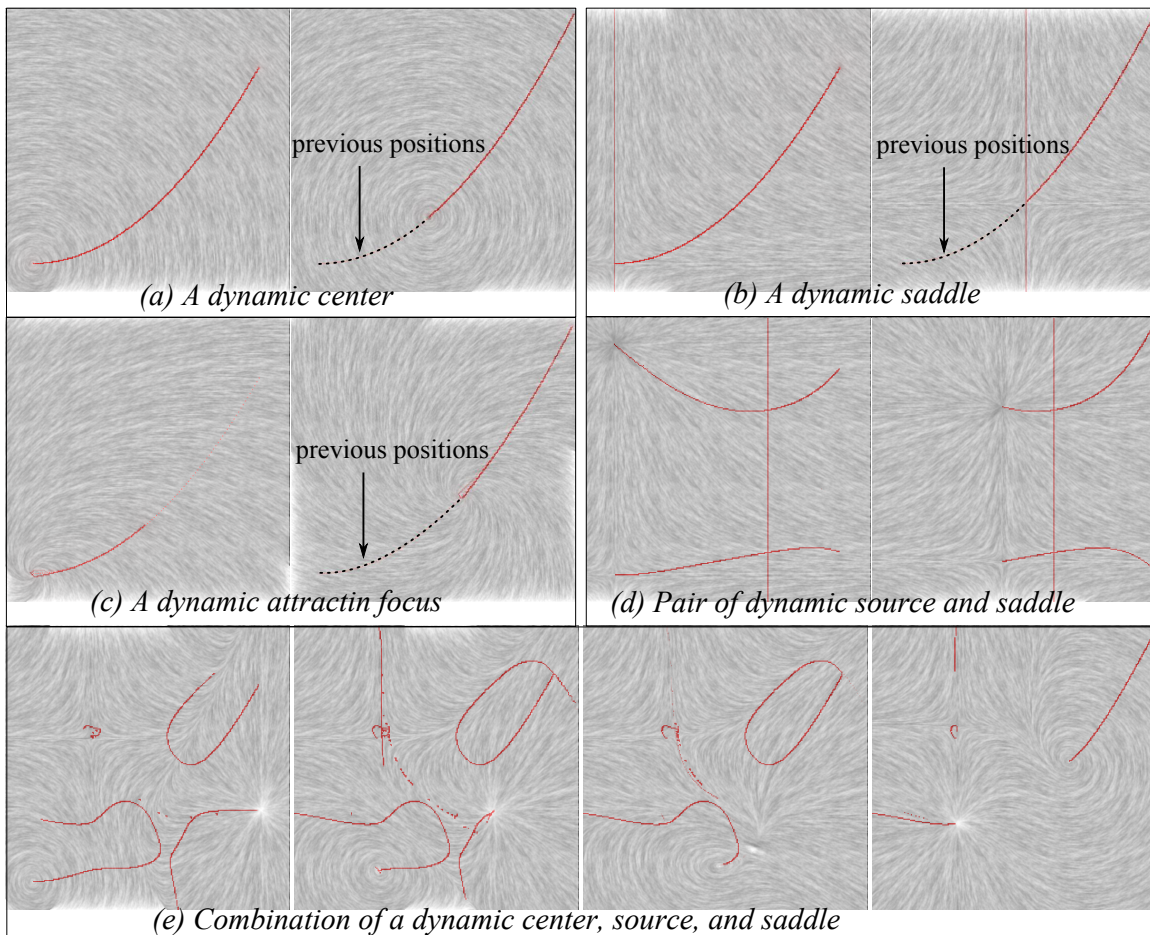 previous positions
(a) A dynamic center
previous positions
(b) A dynamic saddle
previous positions
(c) A dynamic attractin focus
(d) Pair of dynamic source and saddle
(e) Combination of a dynamic center, source, and saddle